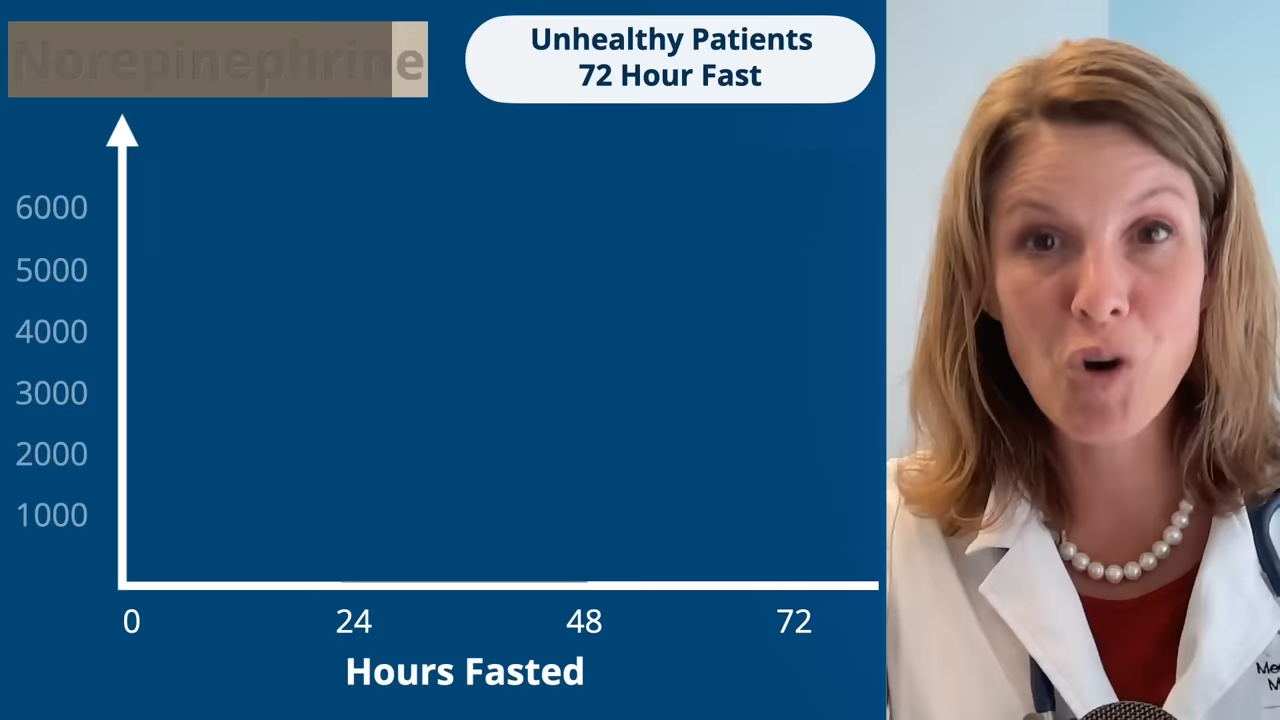 Norepinephrine
Unhealthy Patients
72 Hour Fast
6000
5000
4000
3000
2000
1000
0 24 48 72
Hours Fasted